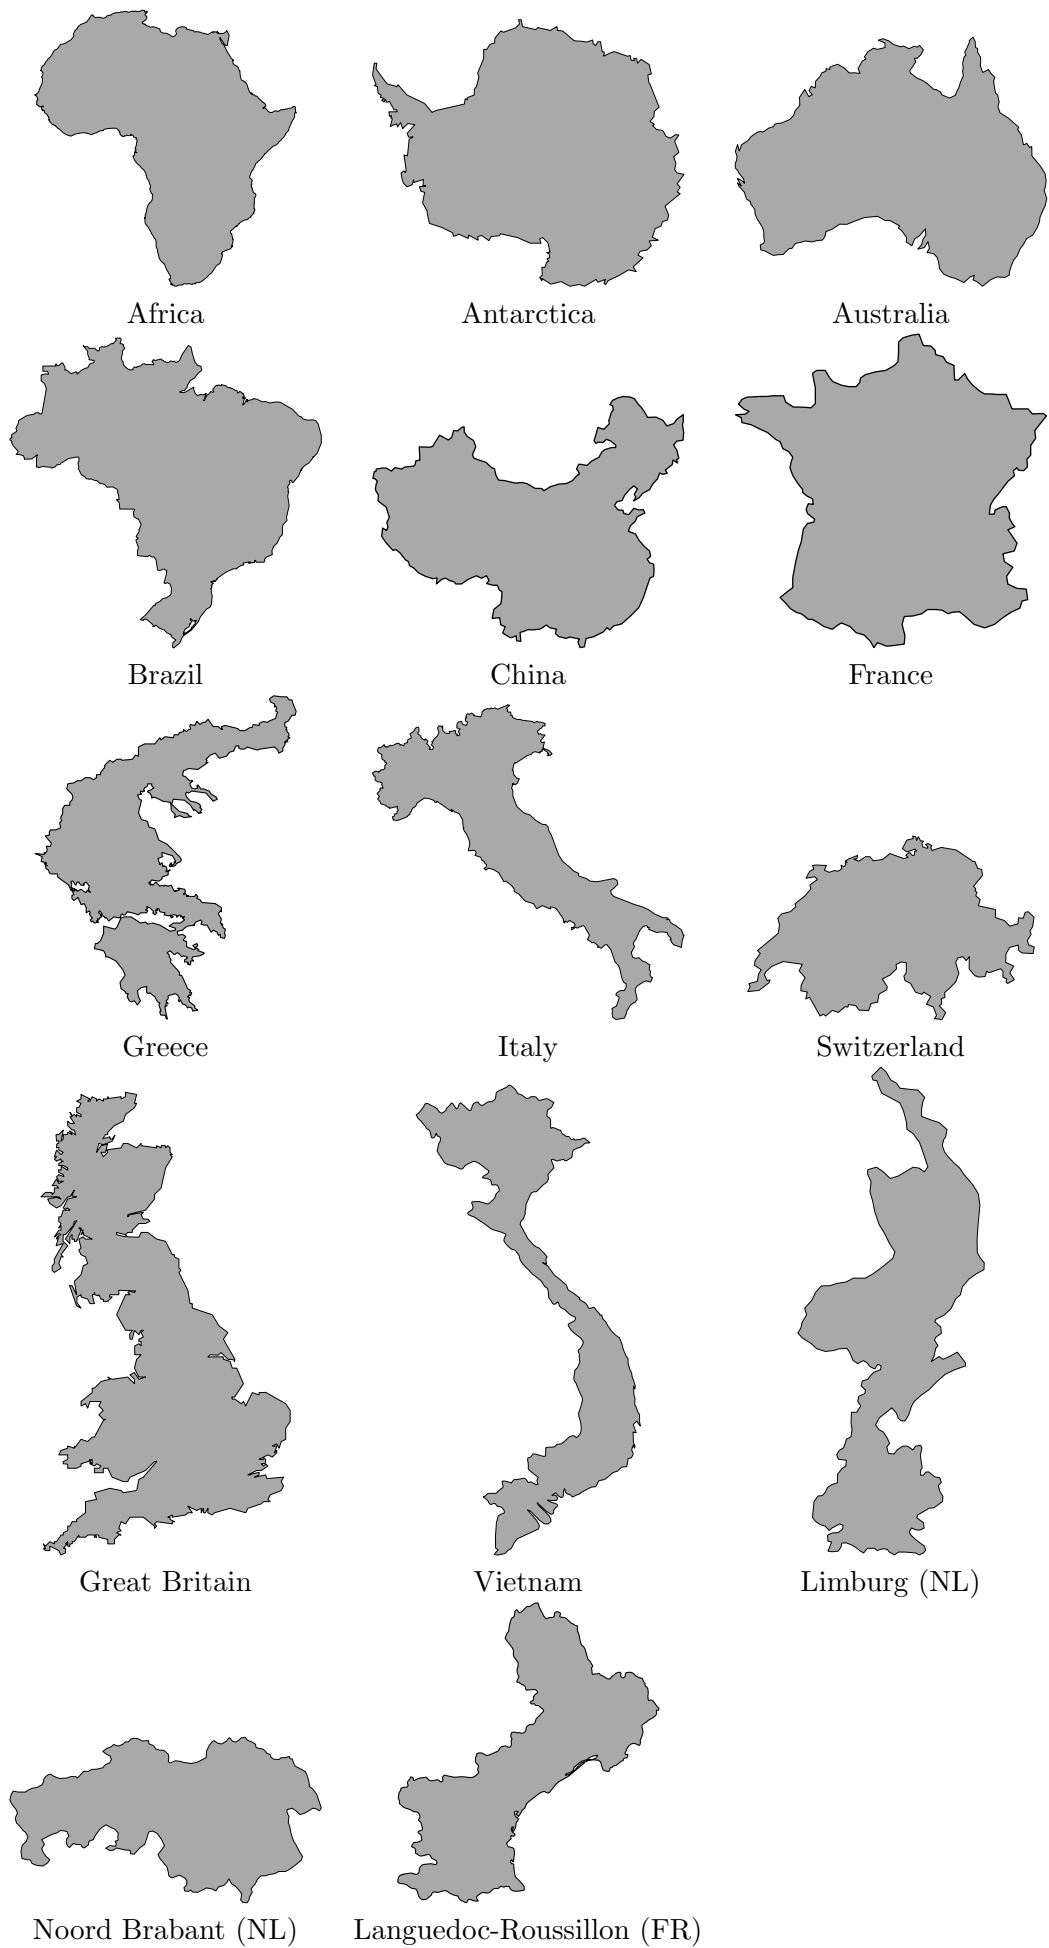 Africa
Antarctica
Australia
Brazil
China
France
Greece
Italy
Switzerland
Great Britain
Vietnam
Limburg (NL)
Noord Brabant (NL)
Languedoc-Roussillon (FR)